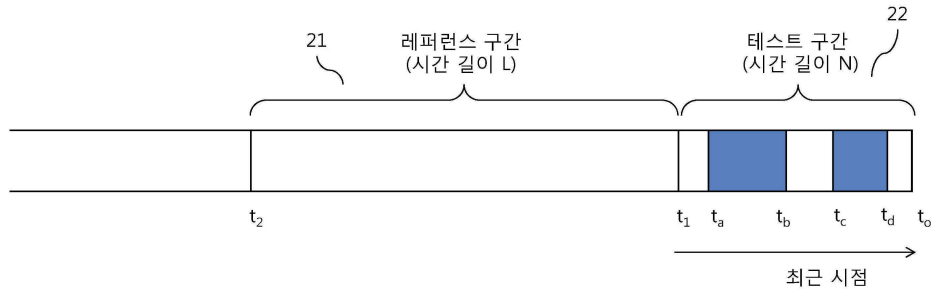 22
21
레퍼런스 구간
(시간 길이 L)
테스트 구간
(시간 길이 N)
t2 t1 ta tb tc td to
최근 시점